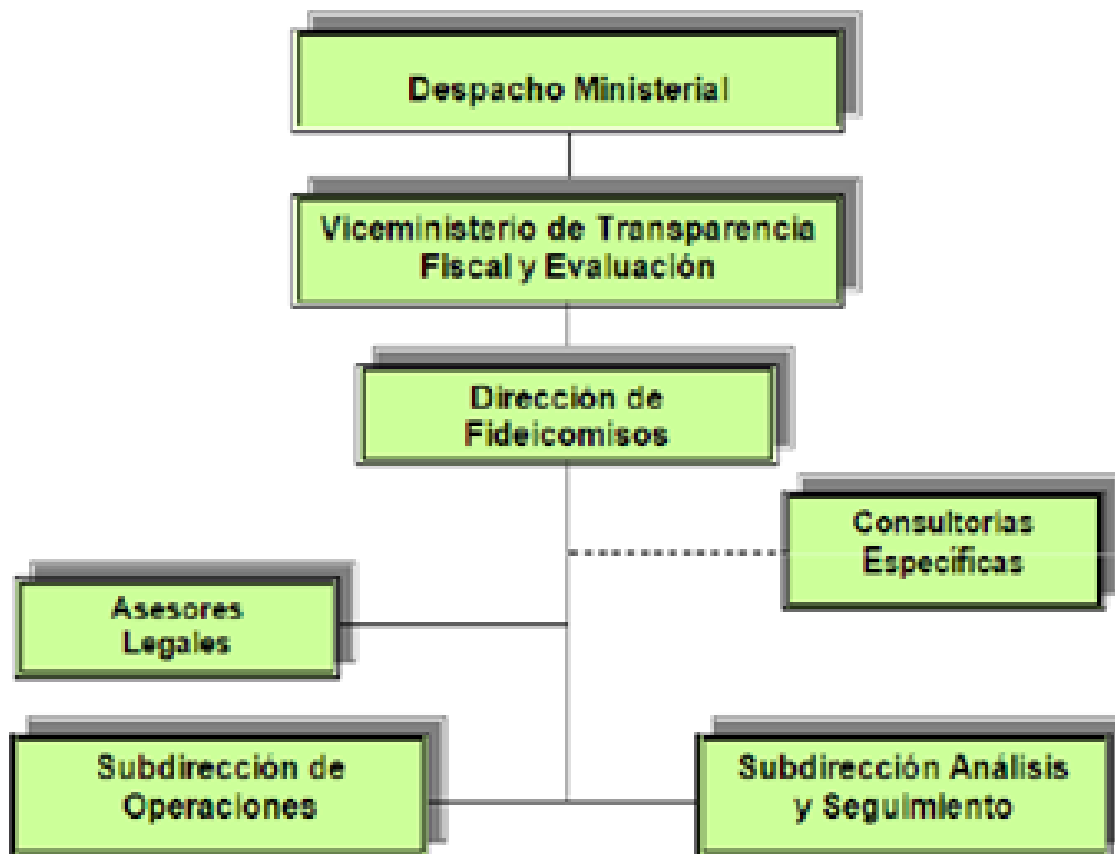 Despacho Ministerial
Viceministerio de Transparencia
Fiscal y Evaluación
Dirección de
Fideicomisos
Consultorías
Específicas
Asesores
Legales
Subdirección de
Operaciones
Subdirección Análisis
y Seguimiento